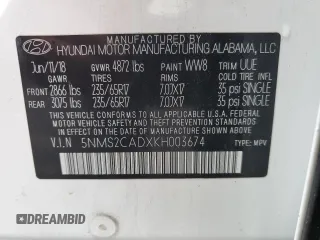 MANUFACTURED BY
HYUNDAI MOTOR MANUFACTURING ALABAMA, LLC
Jun/11/18 GVWR 4872 lbs PAINT WW8 TRIM UUE
GAWR TIRES RIMS COLD TIRE INFL.
FRONT 2866 lbs 235/65R17 7.0JX17 35 psi SINGLE
REAR 3075 lbs 235/65R17 7.0JX17 35 psi SINGLE
THIS VEHICLE CONFORMS TO ALL APPLICABLE U.S. FEDERAL
MOTOR VEHICLE SAFETY AND THEFT PREVENTION STANDARDS
IN EFFECT ON THE DATE OF MANUFACTURE SHOWN ABOVE.
V.I.N 5NMS2CADXKH003674 TYPE: MPV
DREAMBID